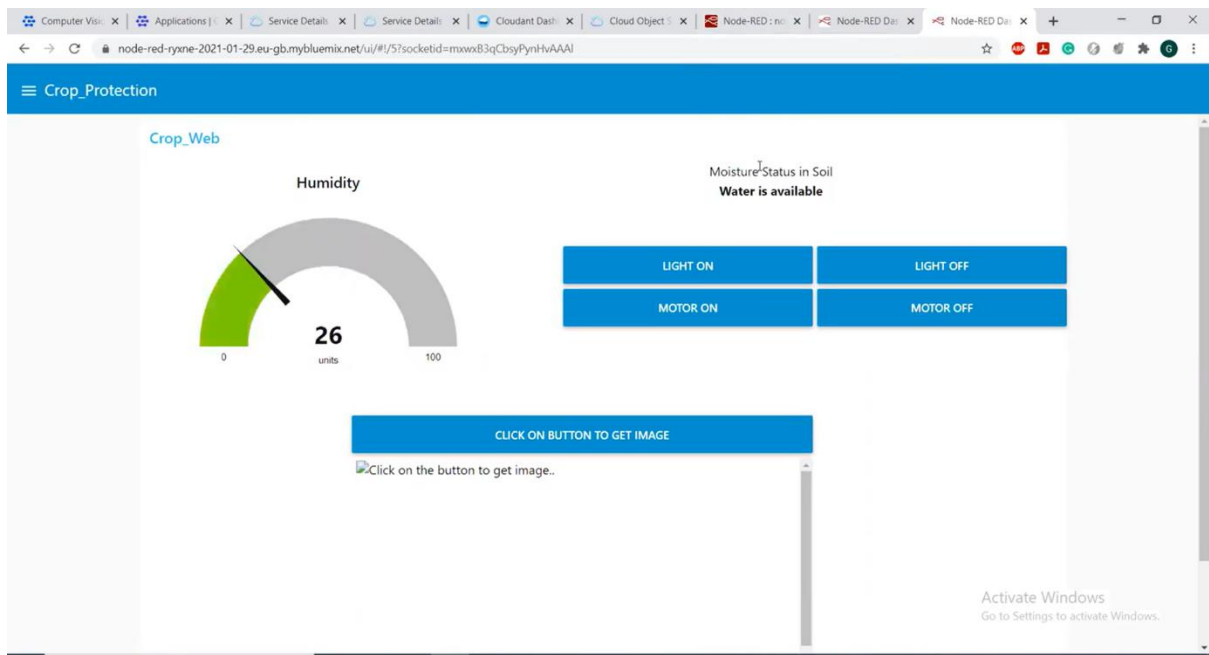 Computer Visic
Applications | C
Service Details
Service Details
Cloudant Dash
Cloud Object S
Node-RED : no
Node-RED Das
Node-RED Das
node-red-ryxne-2021-01-29.eu-gb.mybluemix.net/ui/#!/5?socketid=mxwxB3qCbsyPynHvAAAI
ABP
G
Crop_Protection
Crop_Web
Humidity
26
units
0
100
Moisture Status in Soil
Water is available
LIGHT ON
LIGHT OFF
MOTOR ON
MOTOR OFF
CLICK ON BUTTON TO GET IMAGE
Click on the button to get image..
Activate Windows
Go to Settings to activate Windows.